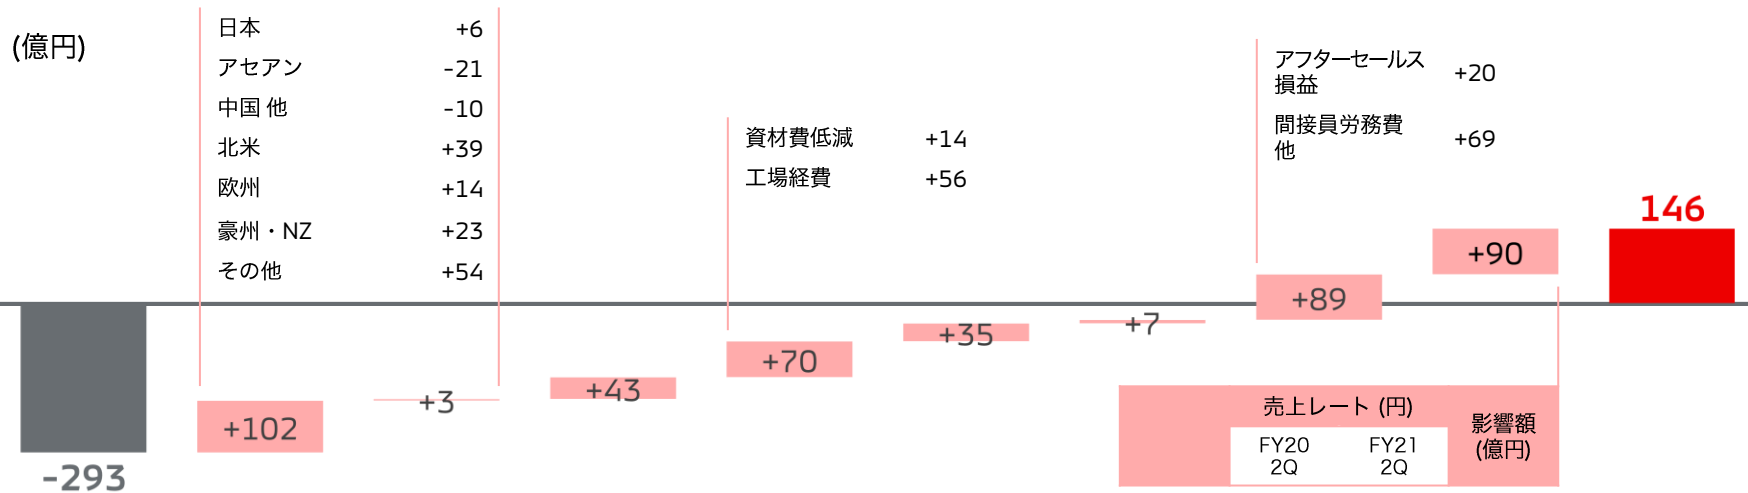 (億円)
日本 +6
アセアン -21
中国 他 -10
北米 +39
欧州 +14
豪州・NZ +23
その他 +54
資材費低減 +14
工場経費 +56
アフターセールス
損益 +20
間接員労務費
他 +69
-293
+102
+3
+43
+70
+35
+7
+89
+90
146
売上レート (円)
FY20
2Q
FY21
2Q
影響額
(億円)